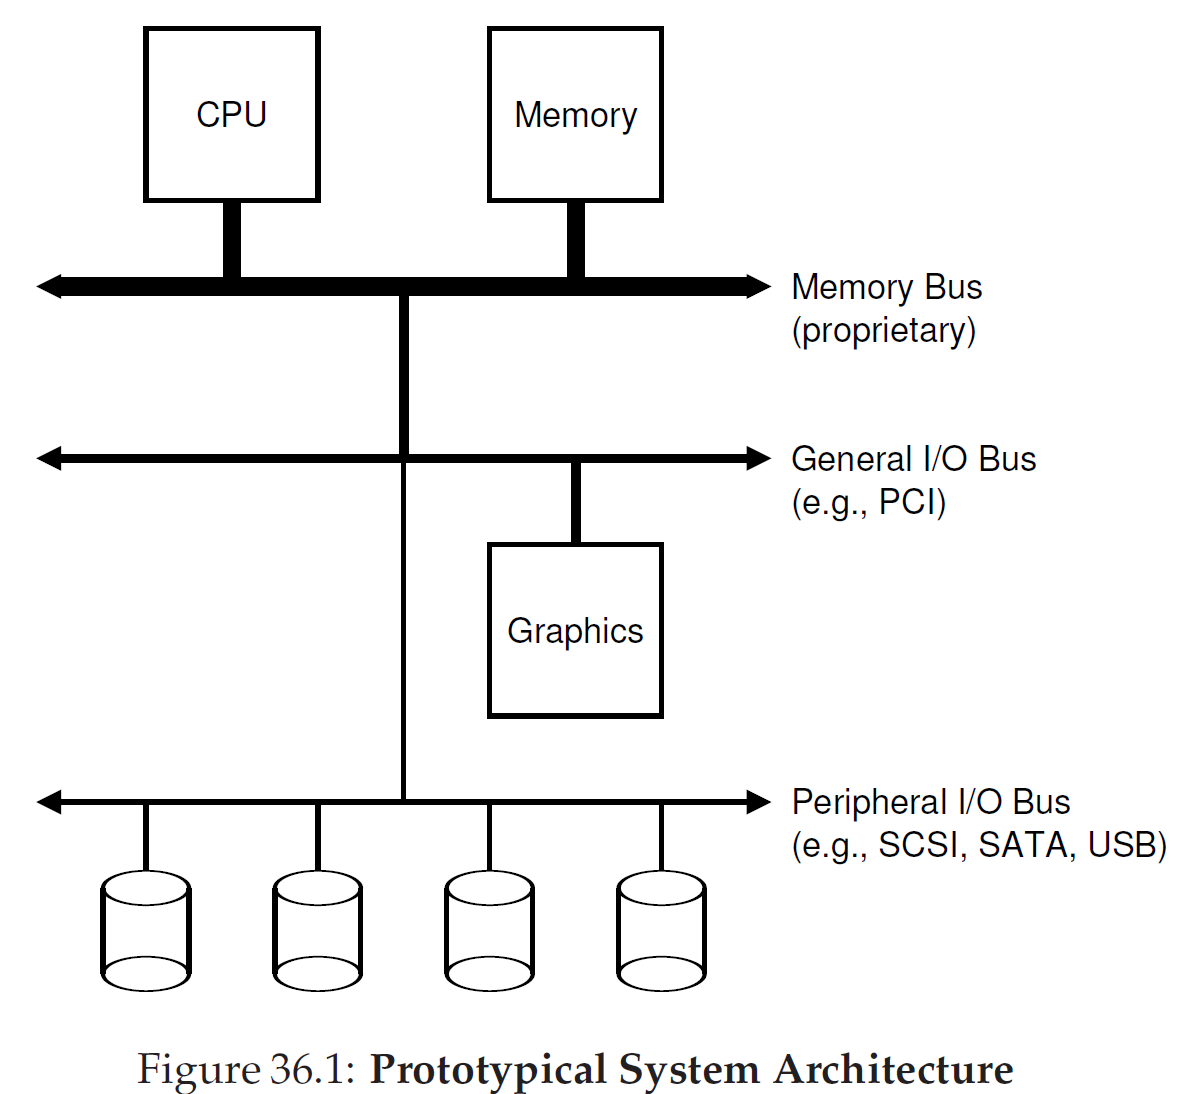 CPU
Memory
Memory Bus
(proprietary)
General I/O Bus
(e.g., PCI)
Graphics
Peripheral I/O Bus
(e.g., SCSI, SATA, USB)
Figure 36.1: Prototypical System Architecture